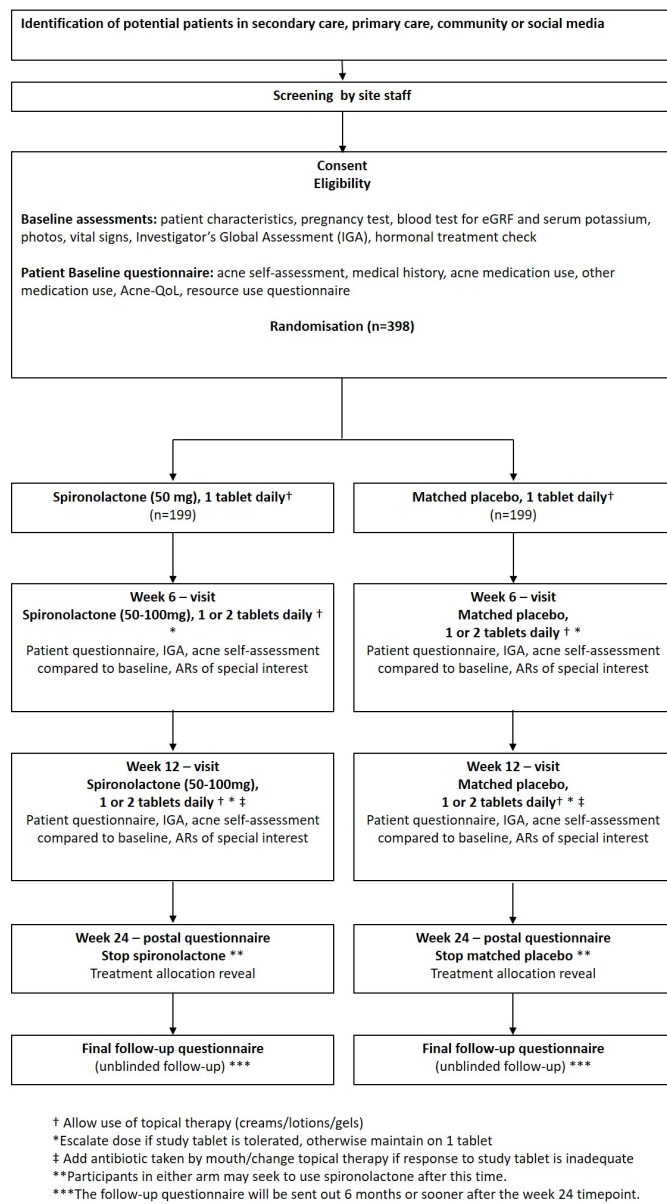 Identification of potential patients in secondary care, primary care, community or social media
Screening by site staff
Consent
Eligibility
Baseline assessments: patient characteristics, pregnancy test, blood test for eGRF and serum potassium,
photos, vital signs, Investigator's Global Assessment (IGA), hormonal treatment check
Patient Baseline questionnaire: acne self-assessment, medical history, acne medication use, other
medication use, Acne-QoL, resource use questionnaire
Randomisation (n=398)
Spironolactone (50 mg), 1 tablet daily†
(n=199)
Week 6 – visit
Spironolactone (50-100mg), 1 or 2 tablets daily †
*
Patient questionnaire, IGA, acne self-assessment
compared to baseline, ARs of special interest
Week 12 – visit
Spironolactone (50-100mg),
1 or 2 tablets daily † * ‡
Patient questionnaire, IGA, acne self-assessment
compared to baseline, ARs of special interest
Week 24 – postal questionnaire
Stop spironolactone **
Treatment allocation reveal
Final follow-up questionnaire
(unblinded follow-up) ***
Matched placebo, 1 tablet daily†
(n=199)
Week 6 – visit
Matched placebo,
1 or 2 tablets daily † *
Patient questionnaire, IGA, acne self-assessment
compared to baseline, ARs of special interest
Week 12 – visit
Matched placebo,
1 or 2 tablets daily† * ‡
Patient questionnaire, IGA, acne self-assessment
compared to baseline, ARs of special interest
Week 24 – postal questionnaire
Stop matched placebo **
Treatment allocation reveal
Final follow-up questionnaire
(unblinded follow-up) ***
† Allow use of topical therapy (creams/lotions/gels)
*Escalate dose if study tablet is tolerated, otherwise maintain on 1 tablet
‡ Add antibiotic taken by mouth/change topical therapy if response to study tablet is inadequate
**Participants in either arm may seek to use spironolactone after this time.
***The follow-up questionnaire will be sent out 6 months or sooner after the week 24 timepoint.